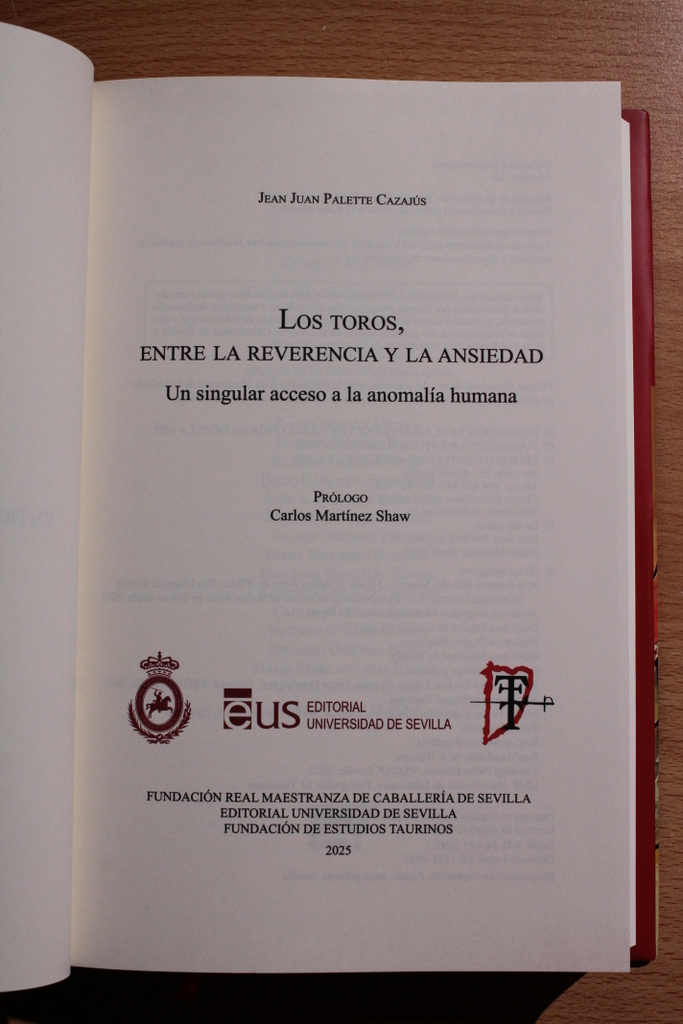 JEAN JUAN PALETTE CAZAJÚS
LOS TOROS,
ENTRE LA REVERENCIA Y LA ANSIEDAD
Un singular acceso a la anomalía humana
PRÓLOGO
Carlos Martínez Shaw
eus EDITORIAL
UNIVERSIDAD DE SEVILLA
FUNDACIÓN REAL MAESTRANZA DE CABALLERÍA DE SEVILLA
EDITORIAL UNIVERSIDAD DE SEVILLA
FUNDACIÓN DE ESTUDIOS TAURINOS
2025